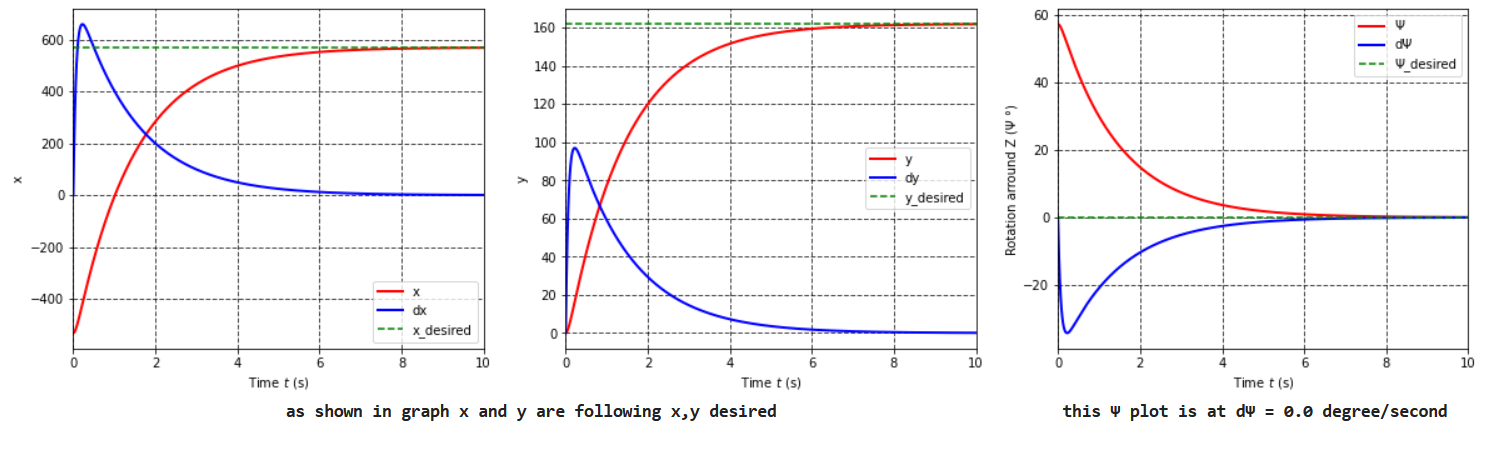 x
600
400
200
0
−200
−400
0 2 4 6 8 10
Time t (s)
x
dx
x_desired
y
160
140
120
100
80
60
40
20
0
0 2 4 6 8 10
Time t (s)
y
dy
y_desired
Rotation arround Z (Ψ °)
60
40
20
0
−20
0 2 4 6 8 10
Time t (s)
Ψ
dΨ
Ψ_desired
as shown in graph x and y are following x,y desired
this Ψ plot is at dΨ = 0.0 degree/second